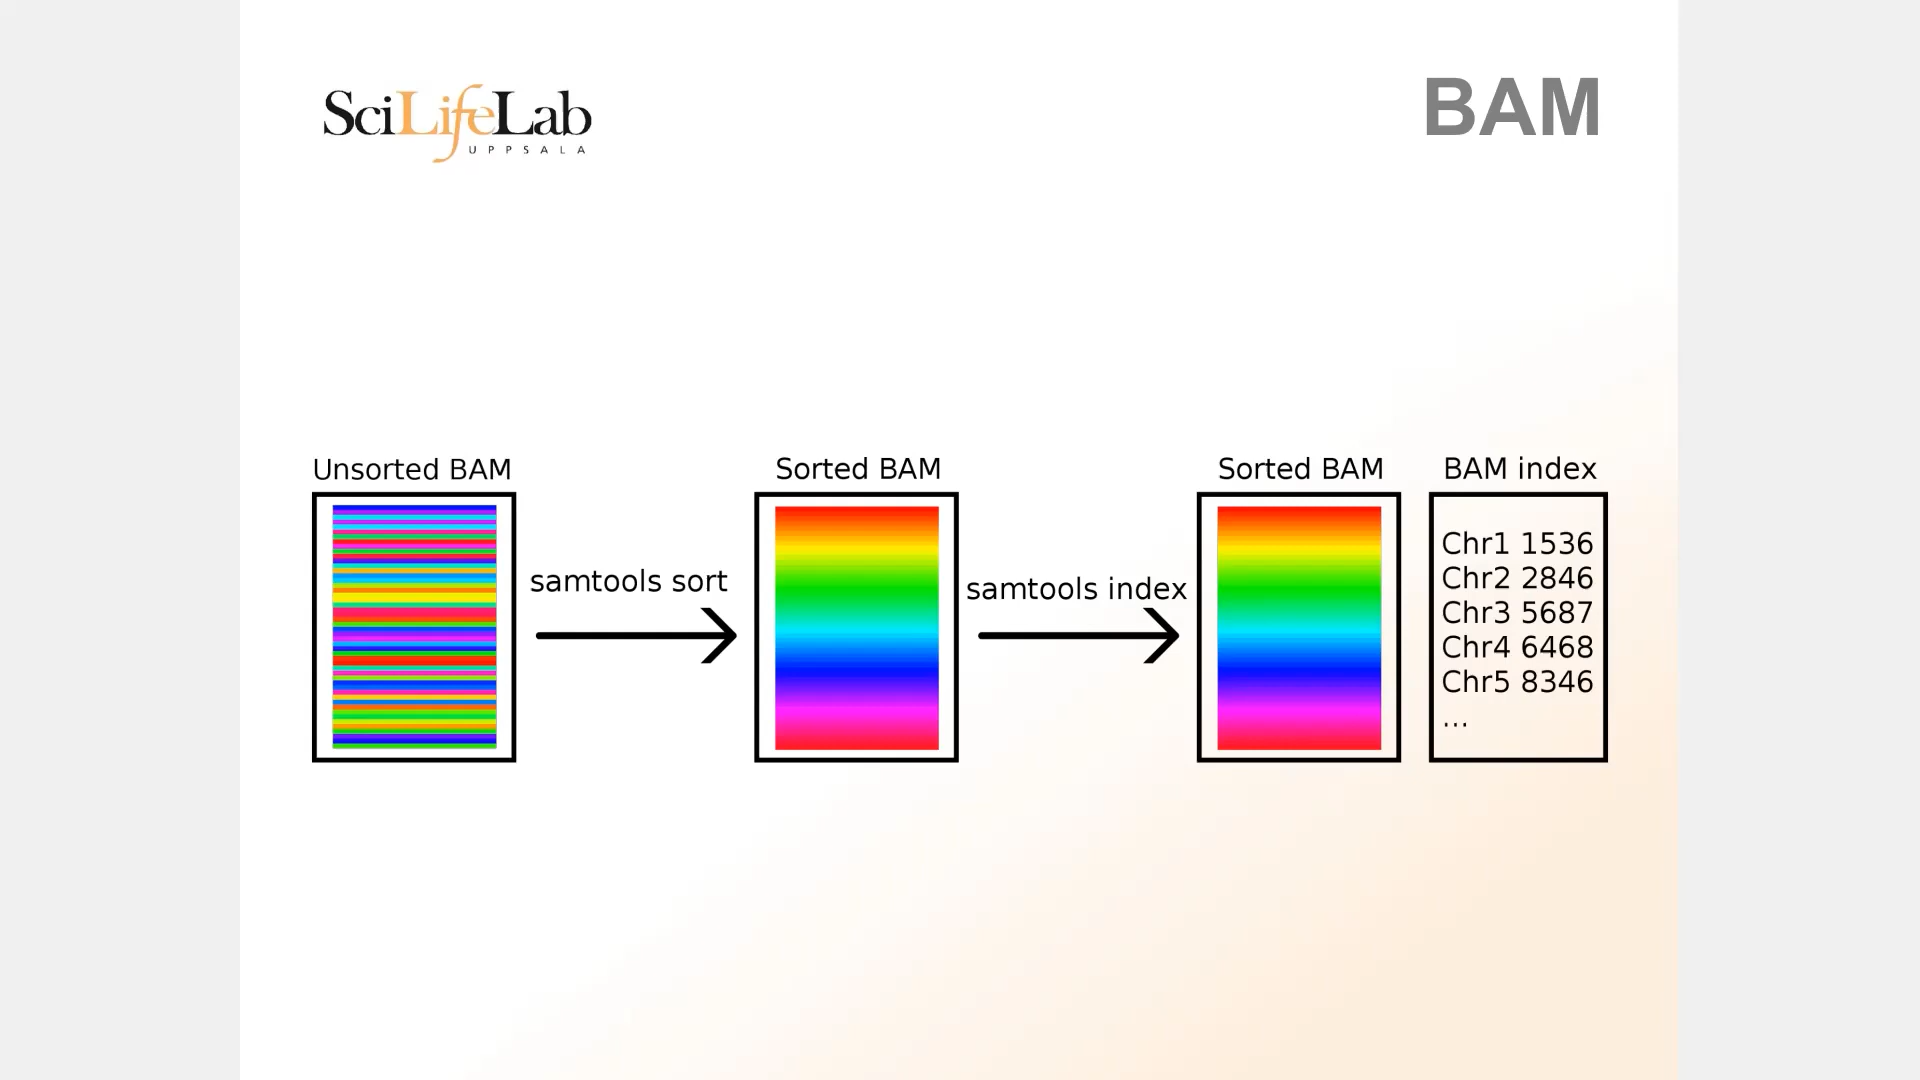 SciLifeLab
UPPSALA
BAM
Unsorted BAM
samtools sort
Sorted BAM
samtools index
Sorted BAM
BAM index
Chr1 1536
Chr2 2846
Chr3 5687
Chr4 6468
Chr5 8346
...